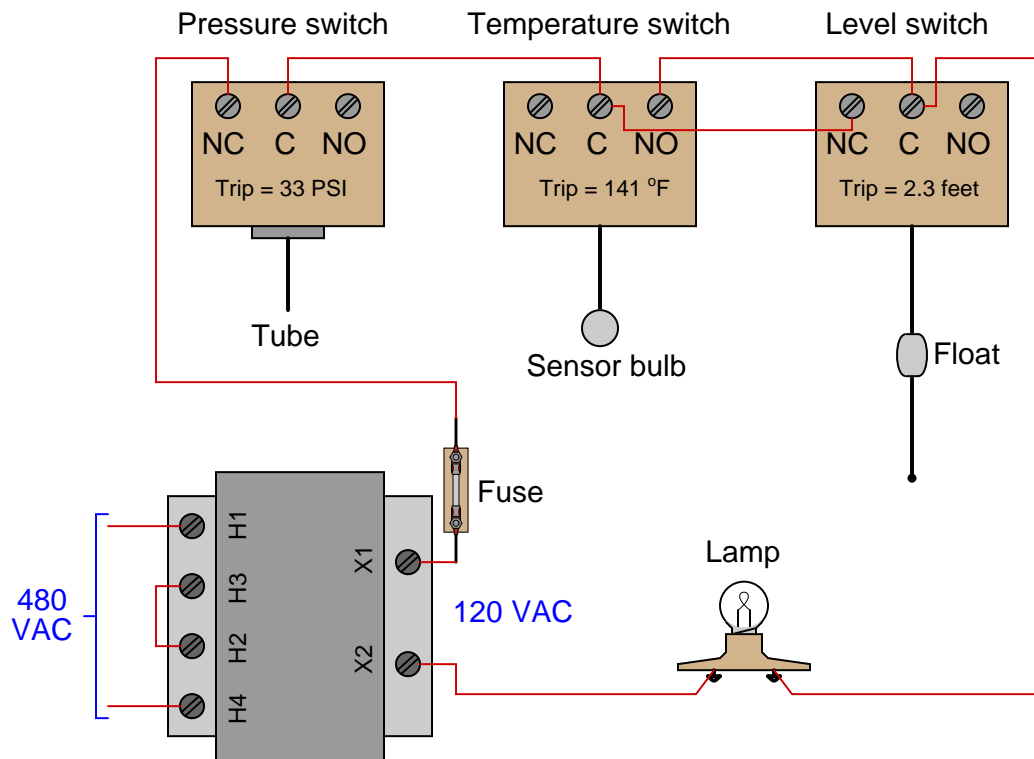 Pressure switch
Temperature switch
Level switch
NC C NO
NC C NO
NC C NO
Trip = 33 PSI
Trip = 141 °F
Trip = 2.3 feet
Tube
Sensor bulb
Float
Fuse
H1
H3
H2
H4
X1
X2
480
VAC
120 VAC
Lamp